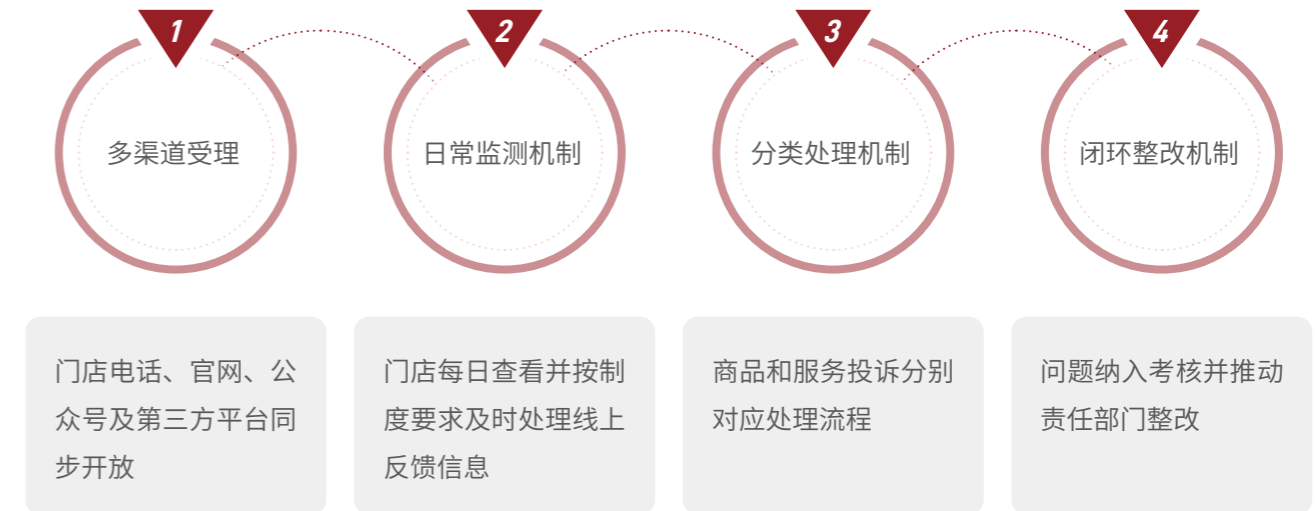 1
2
3
4
多渠道受理
日常监测机制
分类处理机制
闭环整改机制
门店电话、官网、公
众号及第三方平台同
步开放
门店每日查看并按制
度要求及时处理线上
反馈信息
商品和服务投诉分别
对应处理流程
问题纳入考核并推动
责任部门整改